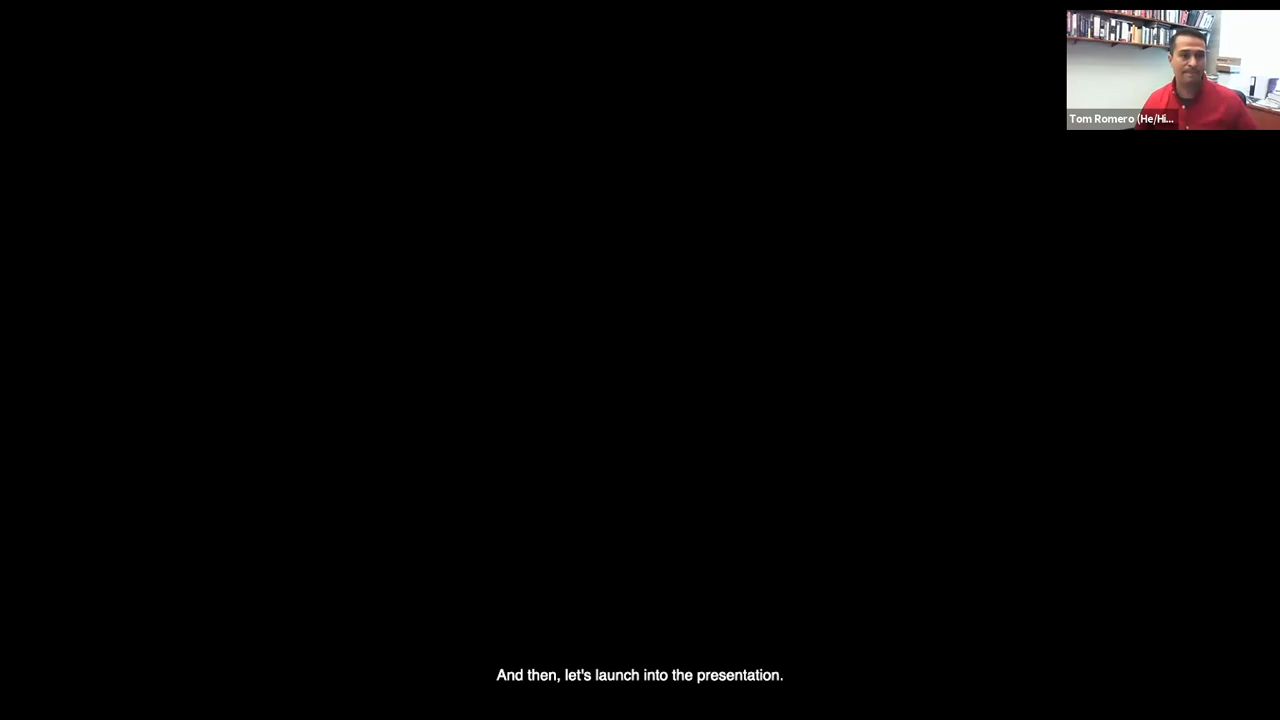 Tom Romero (He/Hi...
And then, let's launch into the presentation.